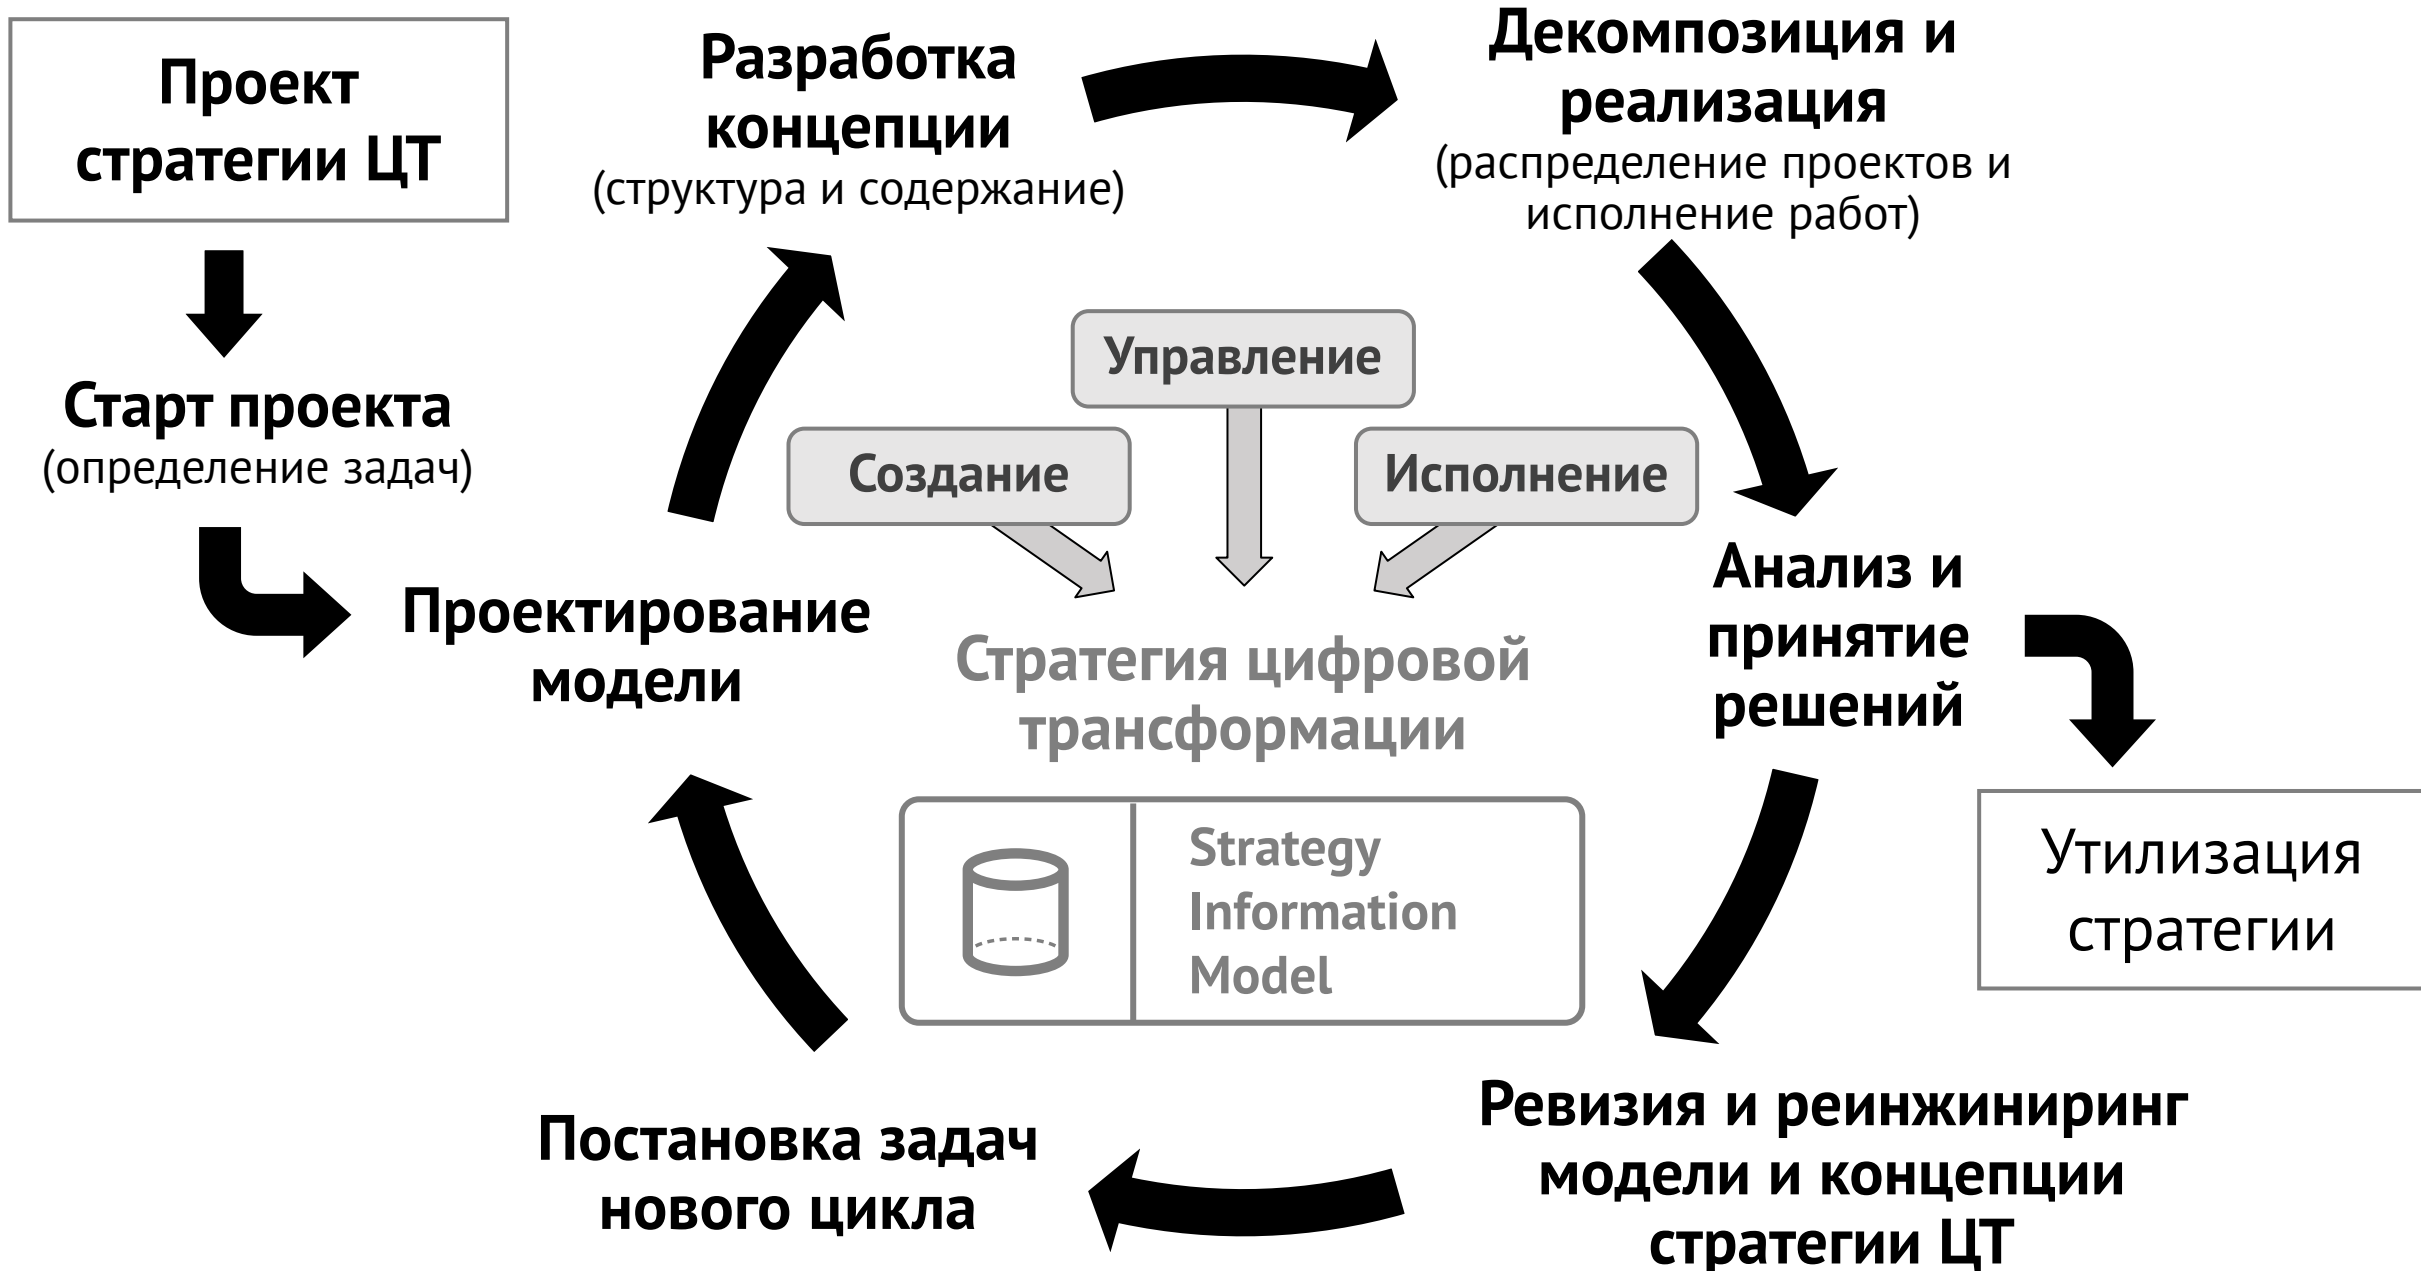 Проект
стратегии ЦТ
Старт проекта
(определение задач)
Проектирование
модели
Разработка
концепции
(структура и содержание)
Декомпозиция и
реализация
(распределение проектов и
исполнение работ)
Анализ и
принятие
решений
Утилизация
стратегии
Ревизия и реинжиниринг
модели и концепции
стратегии ЦТ
Постановка задач
нового цикла
Управление
Создание
Исполнение
Стратегия цифровой
трансформации
Strategy
Information
Model